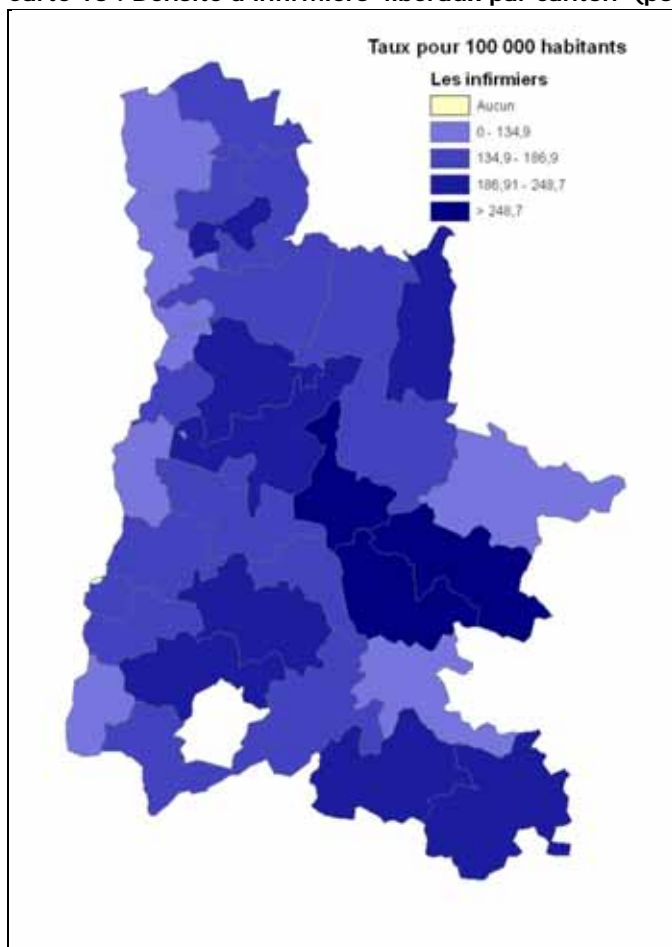 Taux pour 100 000 habitants
Les infirmiers
Aucun
0 - 134,9
134,9 - 186,9
186,91 - 248,7
> 248,7